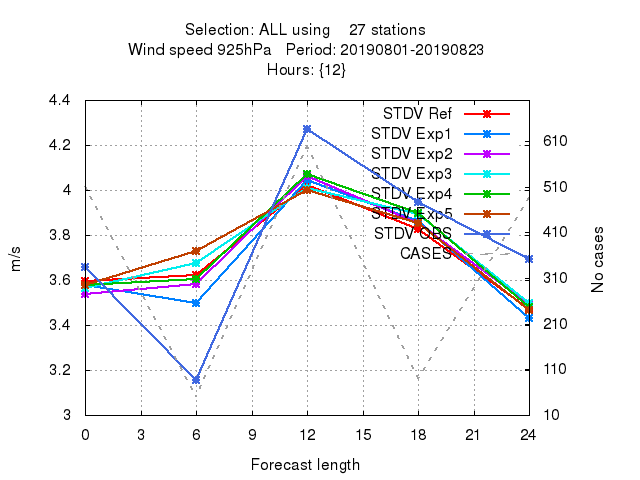 Selection: ALL using 27 stations
Wind speed 925hPa Period: 20190801-20190823
Hours: {12}
STDV Ref
STDV Exp1
STDV Exp2
STDV Exp3
STDV Exp4
STDV Exp5
STDV OBS
CASES
4.4
4.2
4
3.8
3.6
3.4
3.2
3
610
510
410
310
210
110
10
m/s
No cases
0 3 6 9 12 15 18 21 24
Forecast length